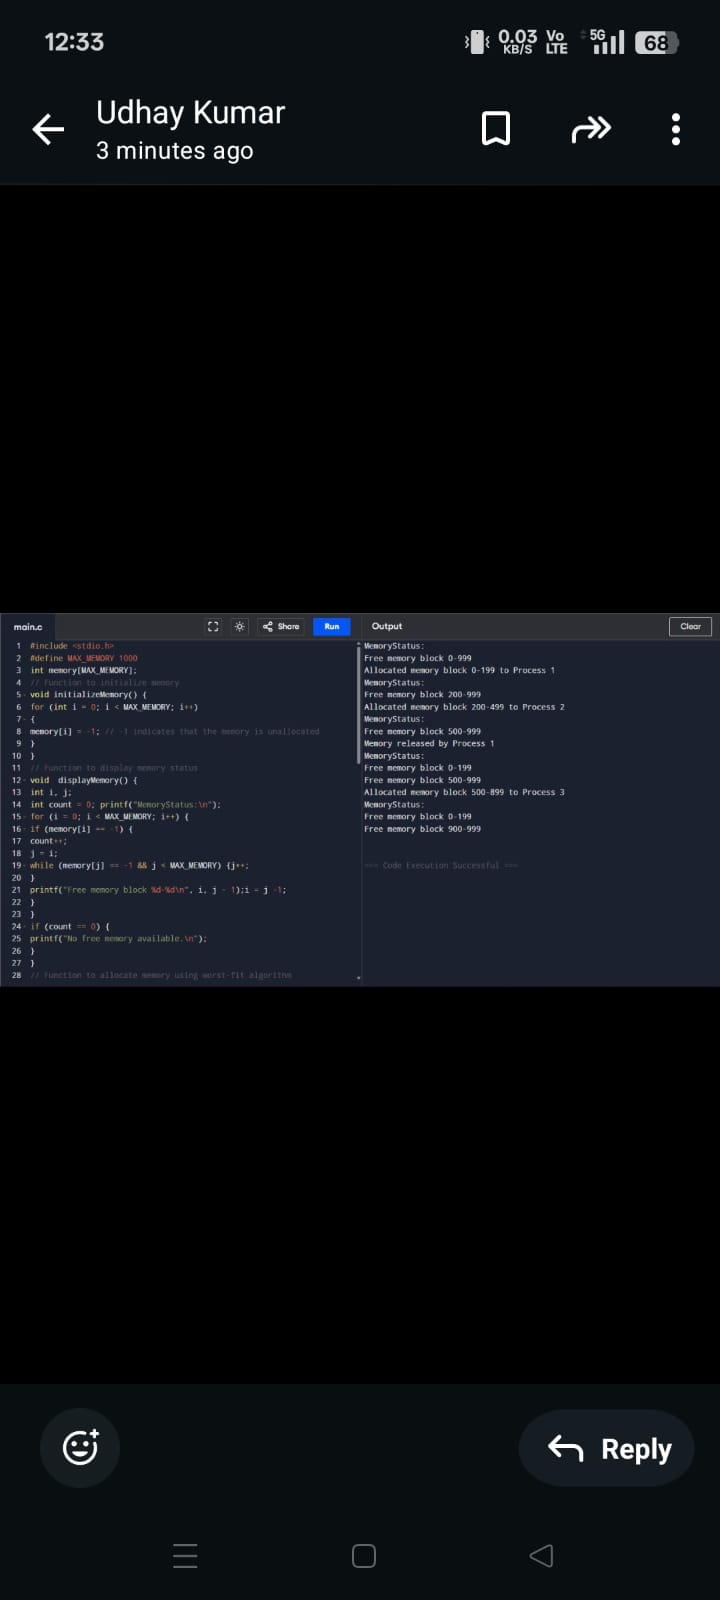 12:33
0.03 KB/S Vo LTE 5G 68
Udhay Kumar
3 minutes ago
main.c
Share
Run
1 #include <stdio.h>
2 #define MAX_MEMORY 1000
3 int memory[MAX_MEMORY];
4 // Function to initialize memory
5 void initializeMemory() {
6 for (int i = 0; i < MAX_MEMORY; i++)
7 {
8 memory[i] = -1; // -1 indicates that the memory is unallocated
9 }
10 }
11 // Function to display memory status
12 void displayMemory() {
13 int i, j;
14 int count = 0; printf("MemoryStatus:\n");
15 for (i = 0; i < MAX_MEMORY; i++) {
16 if (memory[i] == -1) {
17 count++;
18 j = i;
19 while (memory[j] == -1 && j < MAX_MEMORY) {j++;
20 }
21 printf("Free memory block %d-%d\n", i, j - 1);i = j -1;
22 }
23 }
24 if (count == 0) {
25 printf("No free memory available.\n");
26 }
27 }
28 // Function to allocate memory using worst-fit algorithm
Output
Clear
MemoryStatus:
Free memory block 0-999
Allocated memory block 0-199 to Process 1
MemoryStatus:
Free memory block 200-999
Allocated memory block 200-499 to Process 2
MemoryStatus:
Free memory block 500-999
Memory released by Process 1
MemoryStatus:
Free memory block 0-199
Free memory block 500-999
Allocated memory block 500-899 to Process 3
MemoryStatus:
Free memory block 0-199
Free memory block 900-999
=== Code Execution Successful ===
Reply